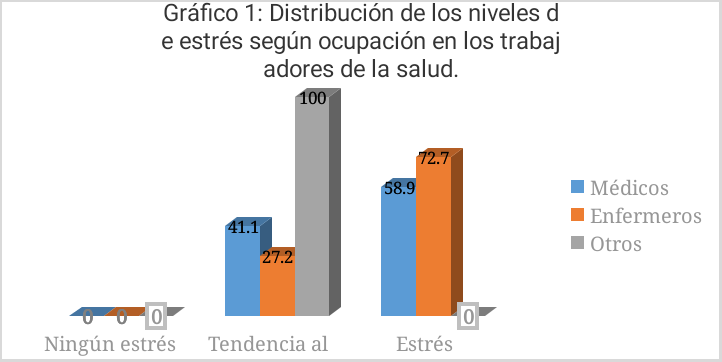 Gráfico 1: Distribución de los niveles d
e estrés según ocupación en los trabaj
adores de la salud.
100
72.7
58.9
41.1
27.2
0 0 0
0
Médicos
Enfermeros
Otros
Ningún estrés Tendencia al Estrés